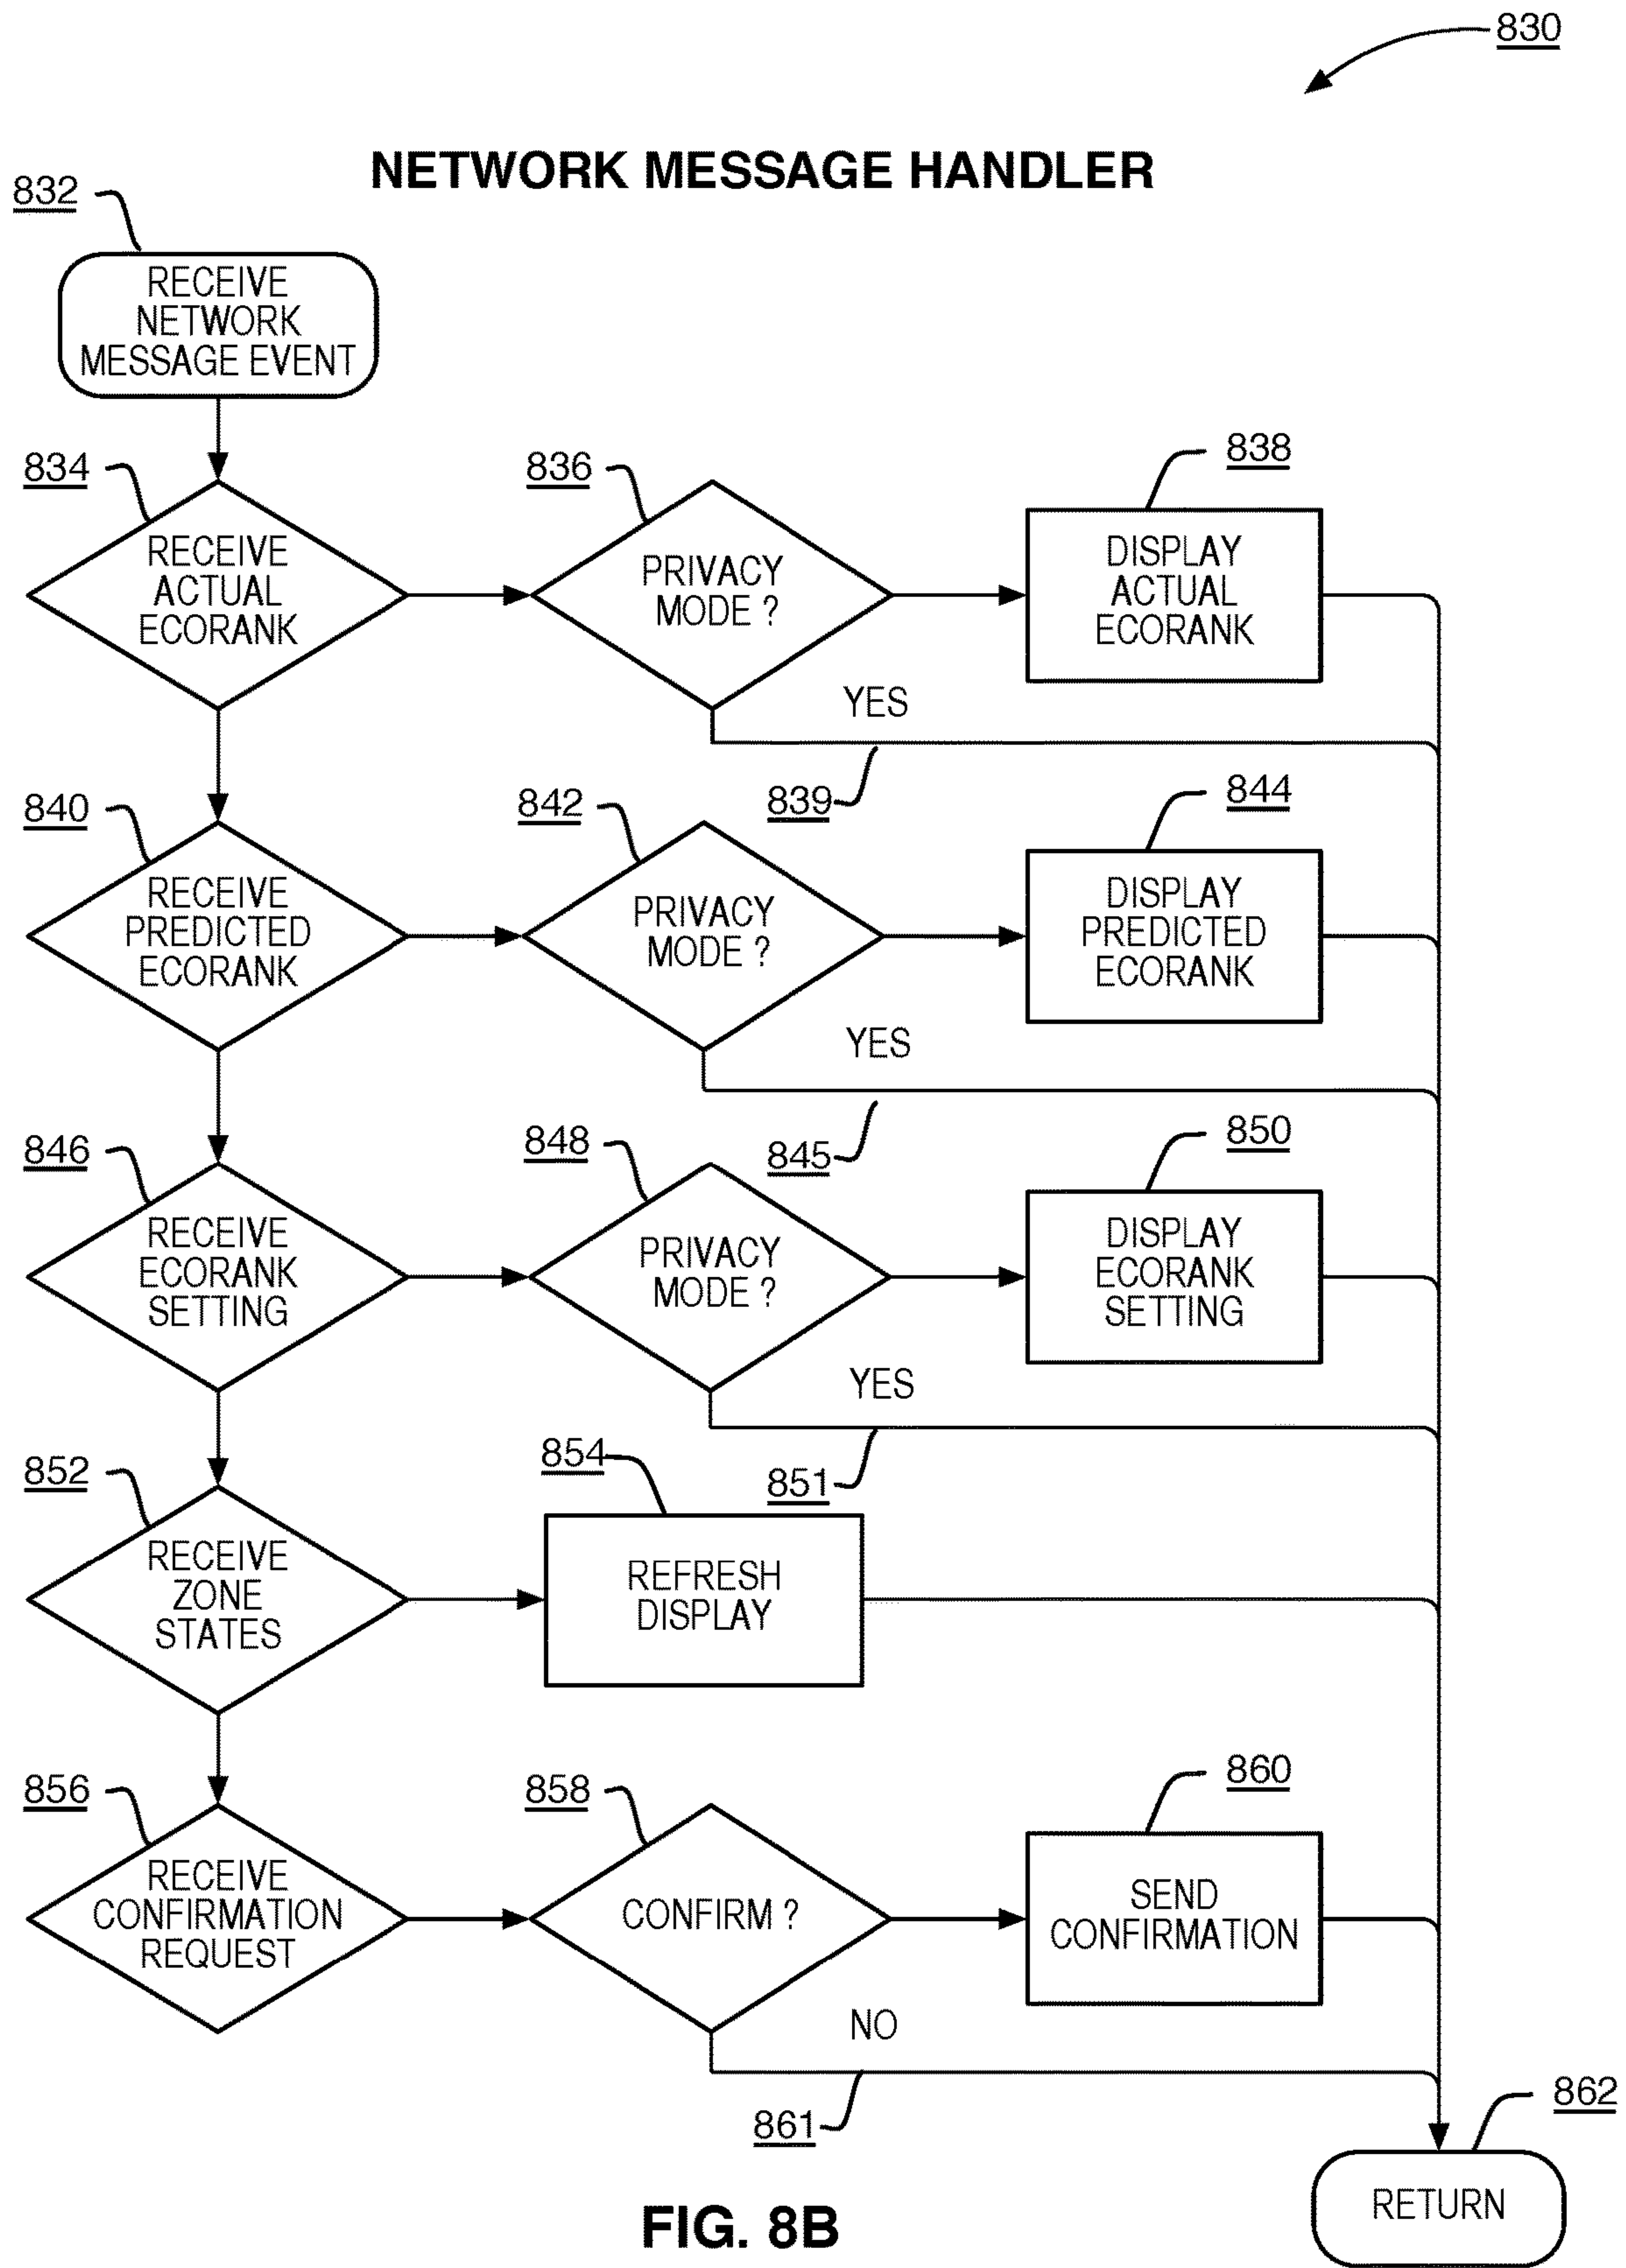 830
NETWORK MESSAGE HANDLER
832
RECEIVE
NETWORK
MESSAGE EVENT
834
RECEIVE
ACTUAL
ECORANK
836
PRIVACY
MODE ?
838
DISPLAY
ACTUAL
ECORANK
YES
839
840
RECEIVE
PREDICTED
ECORANK
842
PRIVACY
MODE ?
844
DISPLAY
PREDICTED
ECORANK
YES
845
846
RECEIVE
ECORANK
SETTING
848
PRIVACY
MODE ?
850
DISPLAY
ECORANK
SETTING
YES
851
852
RECEIVE
ZONE
STATES
854
REFRESH
DISPLAY
856
RECEIVE
CONFIRMATION
REQUEST
858
CONFIRM ?
860
SEND
CONFIRMATION
NO
861
862
RETURN
FIG. 8B